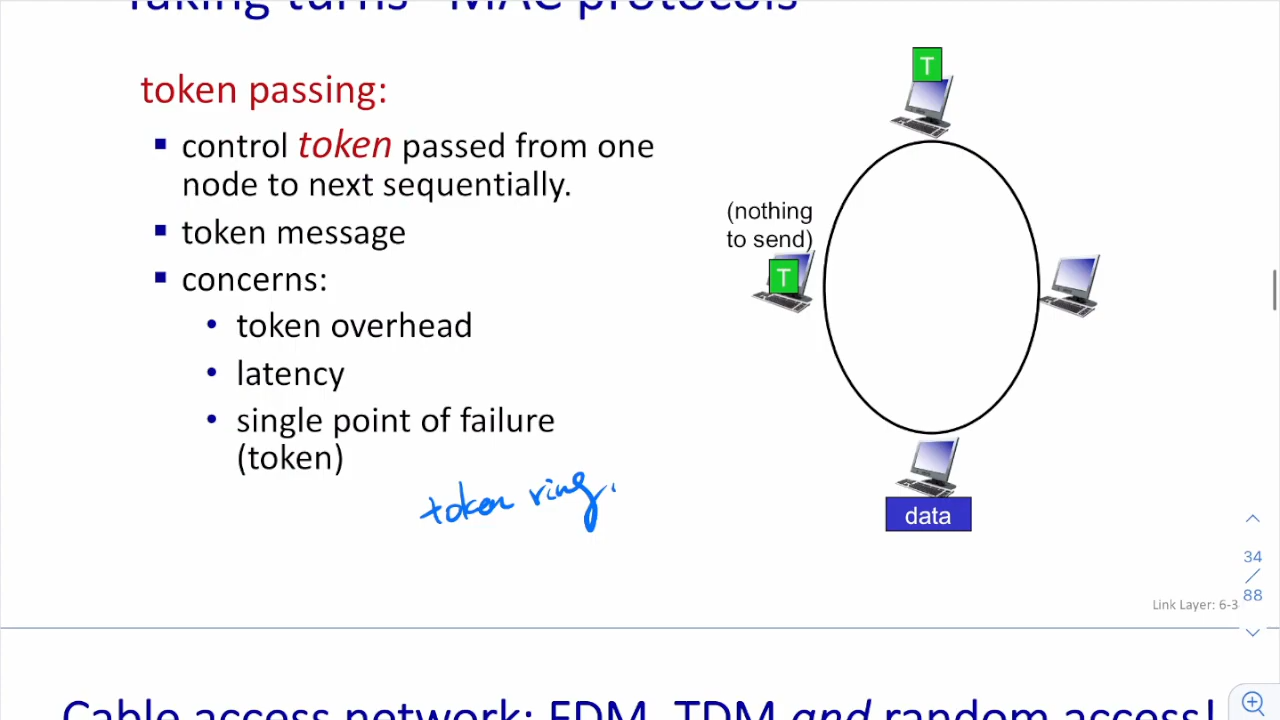 "Taking turns" MAC protocols
token passing:
▪ control token passed from one
node to next sequentially.
▪ token message
▪ concerns:
• token overhead
• latency
• single point of failure
(token)
token ring.
T
(nothing
to send)
T
data
34
/
88
Link Layer: 6-3
Cable access network: FDM, TDM and random access!